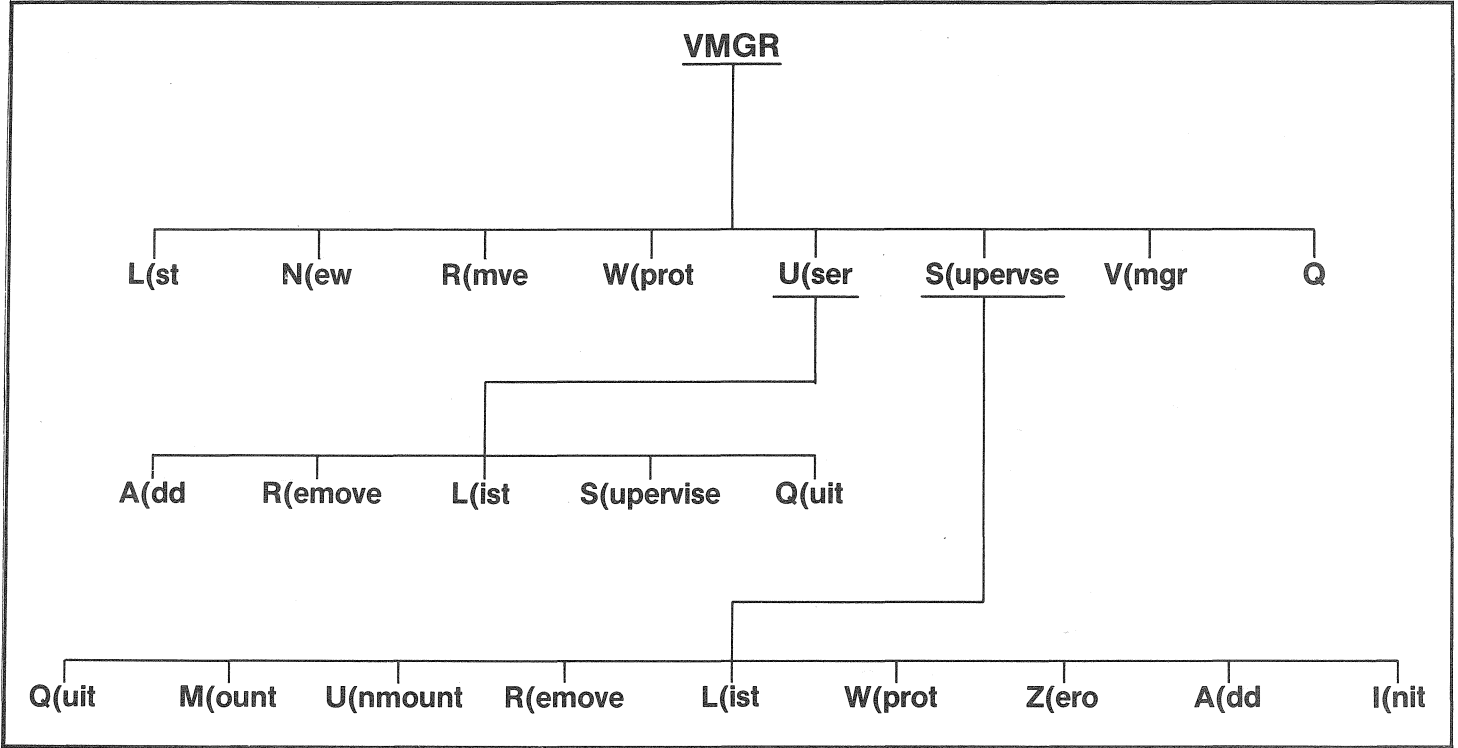 VMGR
L(st N(ew R(mve W(prot U(ser S(upervse V(mgr Q
A(dd R(emove L(ist S(upervise Q(uit
Q(uit M(ount U(nmount R(emove L(ist W(prot Z(ero A(dd I(nit